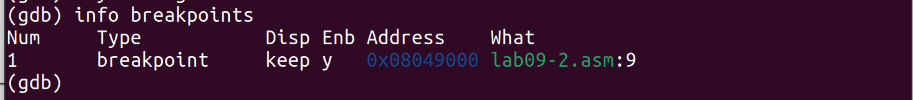 (gdb) info breakpoints
Num     Type           Disp Enb Address    What
1       breakpoint     keep y   0x08049000 lab09-2.asm:9
(gdb)